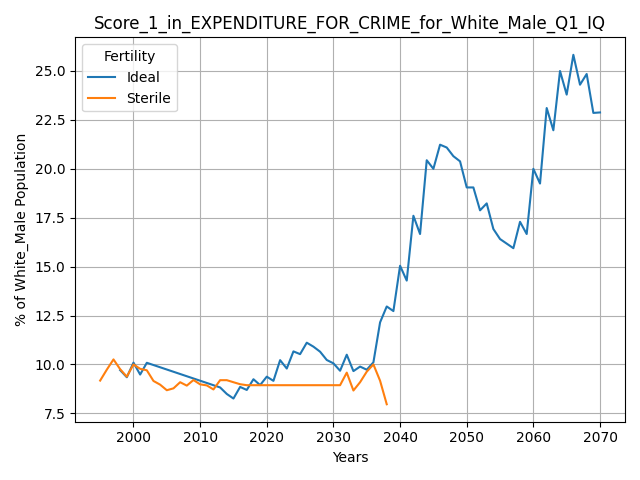 Score_1_in_EXPENDITURE_FOR_CRIME_for_White_Male_Q1_IQ
Fertility
Ideal
Sterile
% of White_Male Population
25.0
22.5
20.0
17.5
15.0
12.5
10.0
7.5
2000 2010 2020 2030 2040 2050 2060 2070
Years